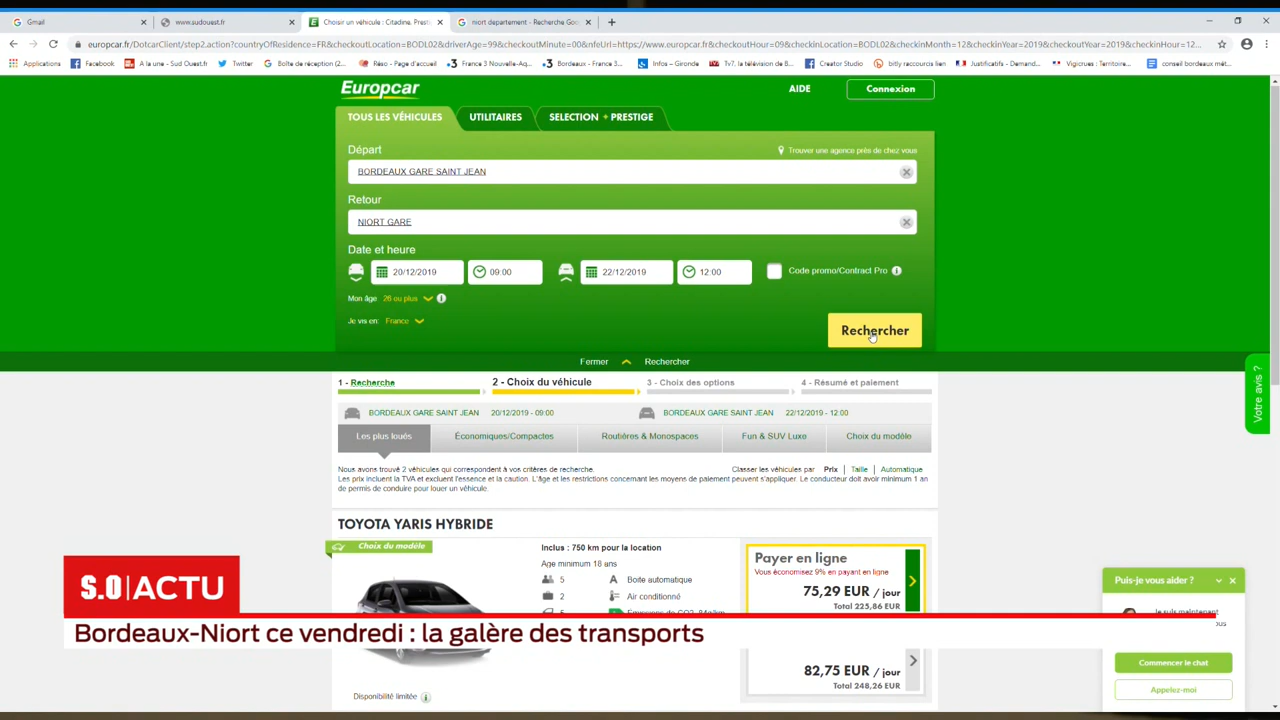 Gmail
www.sudouest.fr
Choisir un véhicule : Citadine, Presti
niort departement - Recherche Goo
europcar.fr/DotcarClient/step2.action?countryOfResidence=FR&checkoutLocation=BODL02&driverAge=99&checkoutMinute=00&nfeUrl=https://www.europcar.fr&checkoutHour=09&checkinLocation=BODL02&checkinMonth=12&checkinYear=2019&checkoutYear=2019&checkinHour=12...
Applications Facebook A la une - Sud Ouest.fr Twitter Boîte de réception (2... Réso - Page d'accueil France 3 Nouvelle-Aq... Bordeaux - France 3... Infos – Gironde Tv7, la télévision de B... Creator Studio bitly raccourcis lien Justificatifs - Demand... Vigicrues : Territoire... conseil bordeaux mét...
Europcar AIDE Connexion
TOUS LES VÉHICULES UTILITAIRES SELECTION + PRESTIGE
Départ Trouver une agence près de chez vous
BORDEAUX GARE SAINT JEAN
Retour
NIORT GARE
Date et heure
20/12/2019 09:00 22/12/2019 12:00 Code promo/Contract Pro
Mon âge 26 ou plus
Je vis en: France
Rechercher
Fermer Rechercher
1 - Recherche 2 - Choix du véhicule 3 - Choix des options 4 - Résumé et paiement
BORDEAUX GARE SAINT JEAN 20/12/2019 - 09:00 BORDEAUX GARE SAINT JEAN 22/12/2019 - 12:00
Les plus loués Économiques/Compactes Routières & Monospaces Fun & SUV Luxe Choix du modèle
Nous avons trouvé 2 véhicules qui correspondent à vos critères de recherche. Classer les véhicules par Prix Taille Automatique
Les prix incluent la TVA et excluent l'essence et la caution. L'âge et les restrictions concernant les moyens de paiement peuvent s'appliquer. Le conducteur doit avoir minimum 1 an
de permis de conduire pour louer un véhicule.
TOYOTA YARIS HYBRIDE
Choix du modèle
Inclus : 750 km pour la location
Age minimum 18 ans
5 A Boite automatique
2 Air conditionné
5
Payer en ligne
Vous économisez 9% en payant en ligne
75,29 EUR / jour
Total 225,86 EUR
82,75 EUR / jour
Total 248,26 EUR
Disponibilité limitée
Votre avis ?
Puis-je vous aider ?
Je suis maintenant
Commencer le chat
Appelez-moi
S.O|ACTU
Bordeaux-Niort ce vendredi : la galère des transports